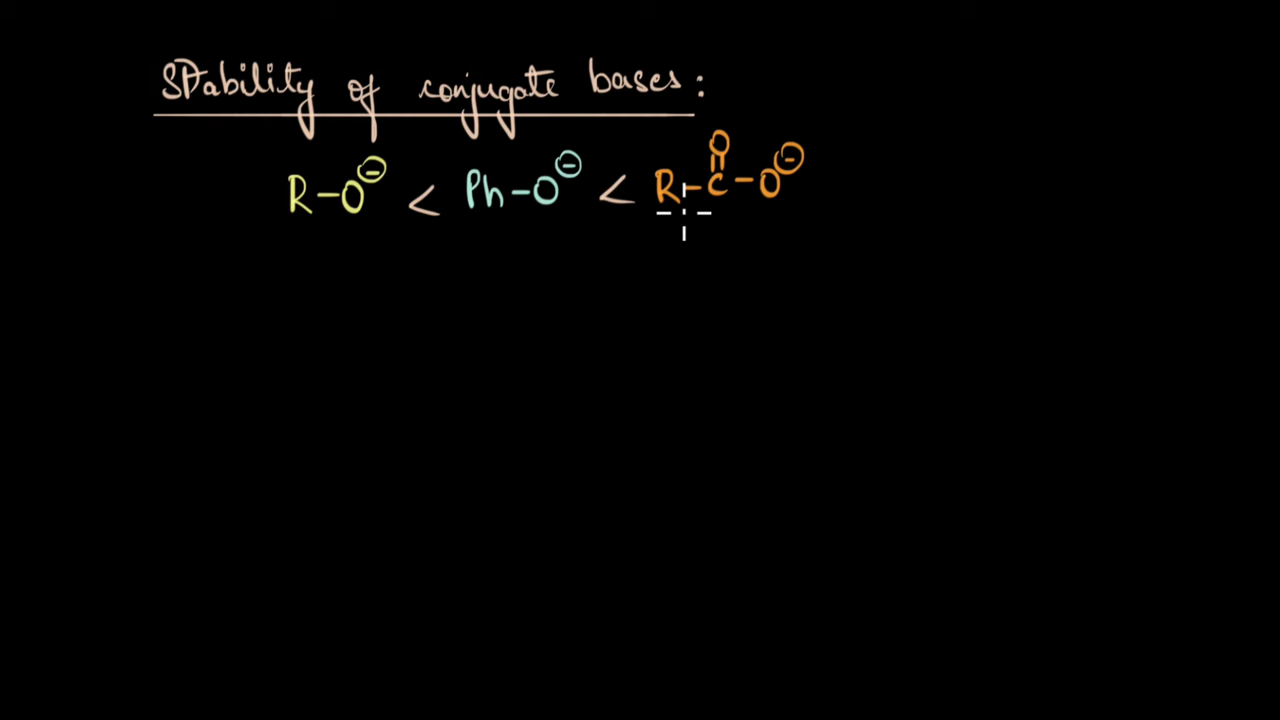 Stability of conjugate bases:
R-O⊖ < Ph-O⊖ < R-C(=O)-O⊖